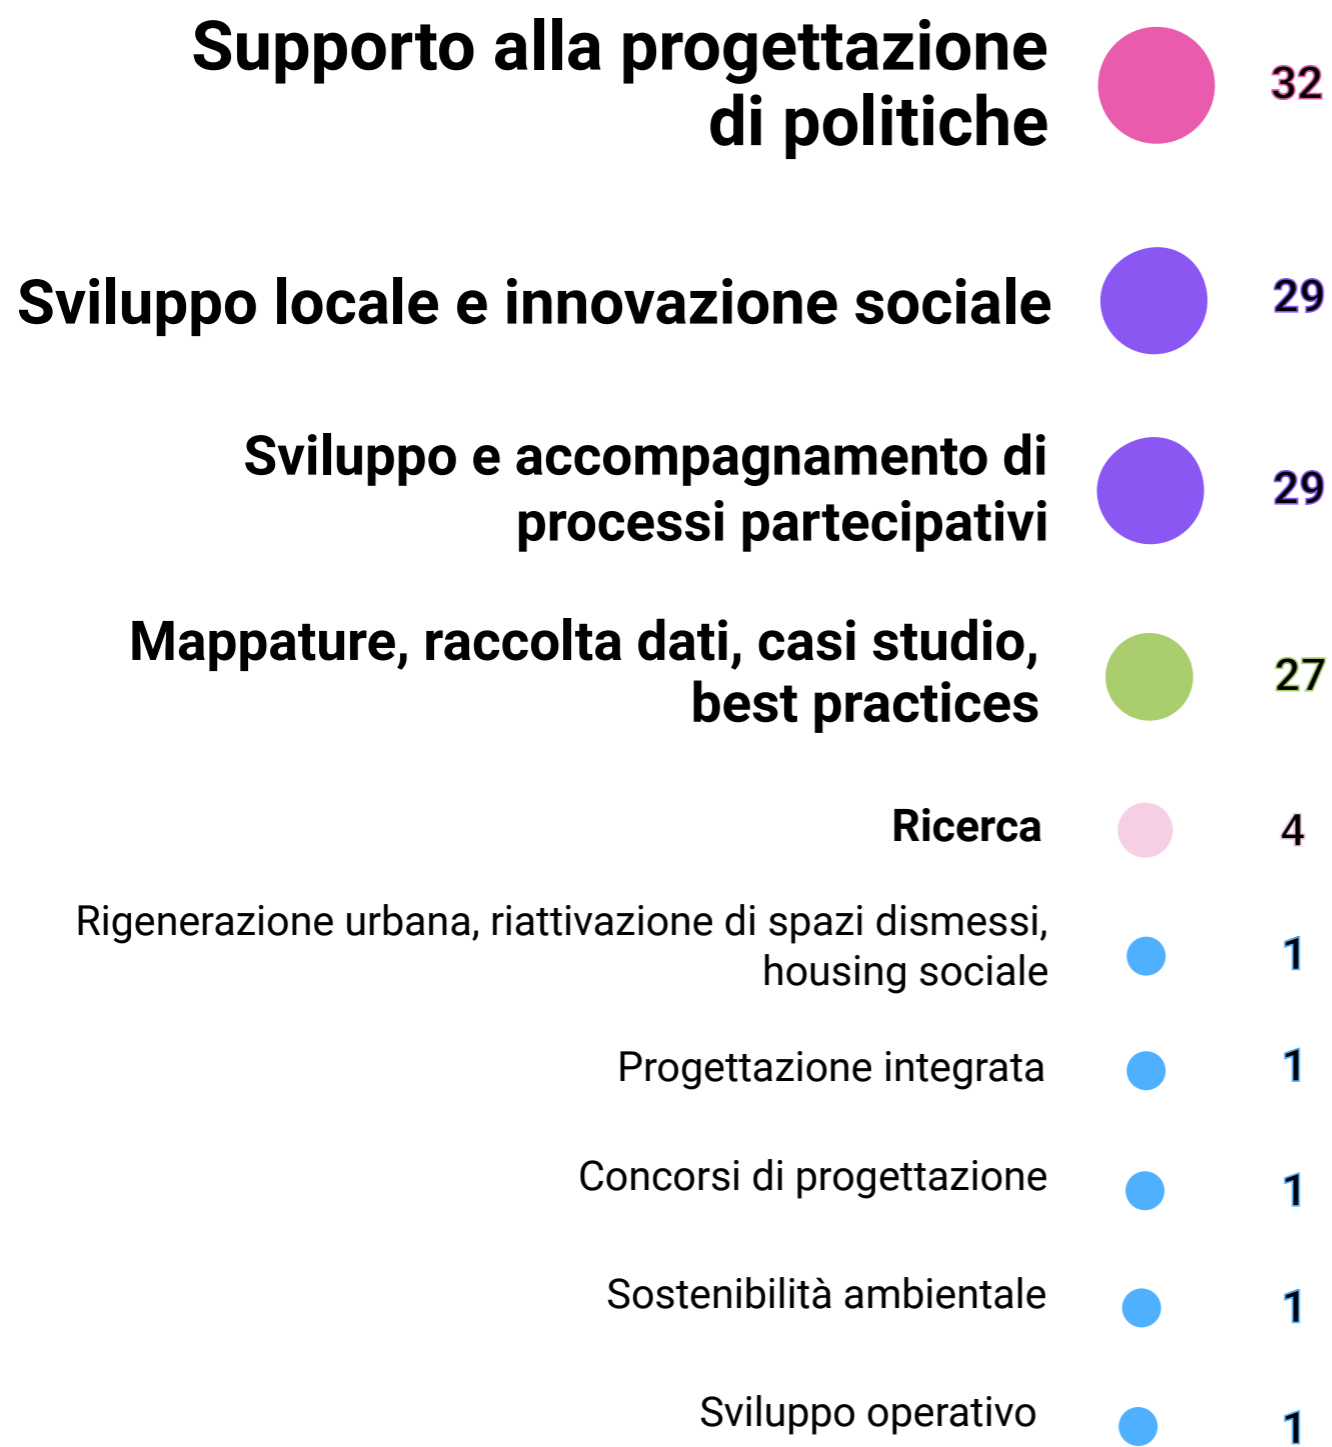 Supporto alla progettazione
di politiche
32
Sviluppo locale e innovazione sociale
29
Sviluppo e accompagnamento di
processi partecipativi
29
Mappature, raccolta dati, casi studio,
best practices
27
Ricerca
4
Rigenerazione urbana, riattivazione di spazi dismessi,
housing sociale
1
Progettazione integrata
1
Concorsi di progettazione
1
Sostenibilità ambientale
1
Sviluppo operativo
1